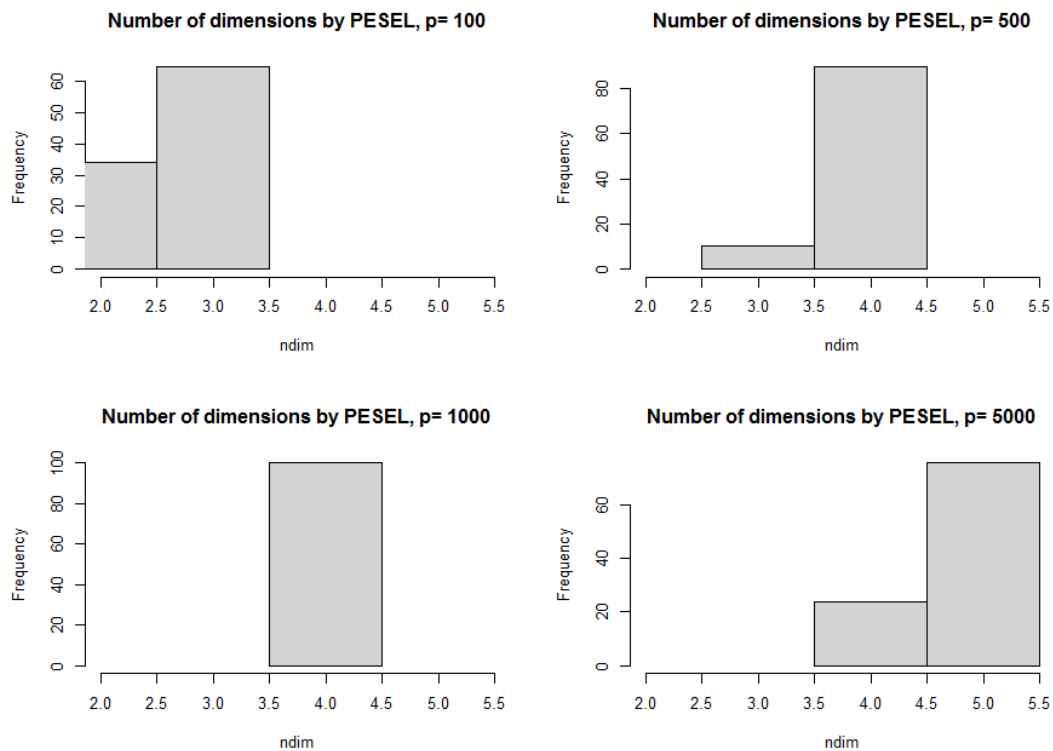 Number of dimensions by PESEL, p= 100
Frequency
0 10 20 30 40 50 60
2.0 2.5 3.0 3.5 4.0 4.5 5.0 5.5
ndim
Number of dimensions by PESEL, p= 500
Frequency
0 20 40 60 80
2.0 2.5 3.0 3.5 4.0 4.5 5.0 5.5
ndim
Number of dimensions by PESEL, p= 1000
Frequency
0 20 40 60 80 100
2.0 2.5 3.0 3.5 4.0 4.5 5.0 5.5
ndim
Number of dimensions by PESEL, p= 5000
Frequency
0 20 40 60
2.0 2.5 3.0 3.5 4.0 4.5 5.0 5.5
ndim